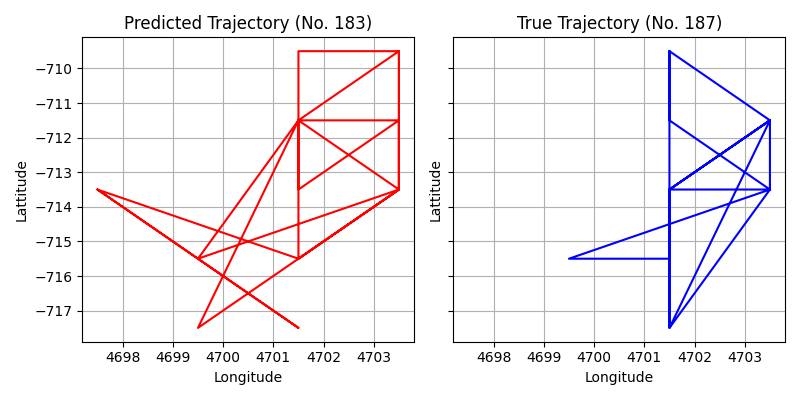 Predicted Trajectory (No. 183)
True Trajectory (No. 187)
−710
−711
−712
−713
−714
−715
−716
−717
Lattitude
Lattitude
4698 4699 4700 4701 4702 4703
4698 4699 4700 4701 4702 4703
Longitude
Longitude